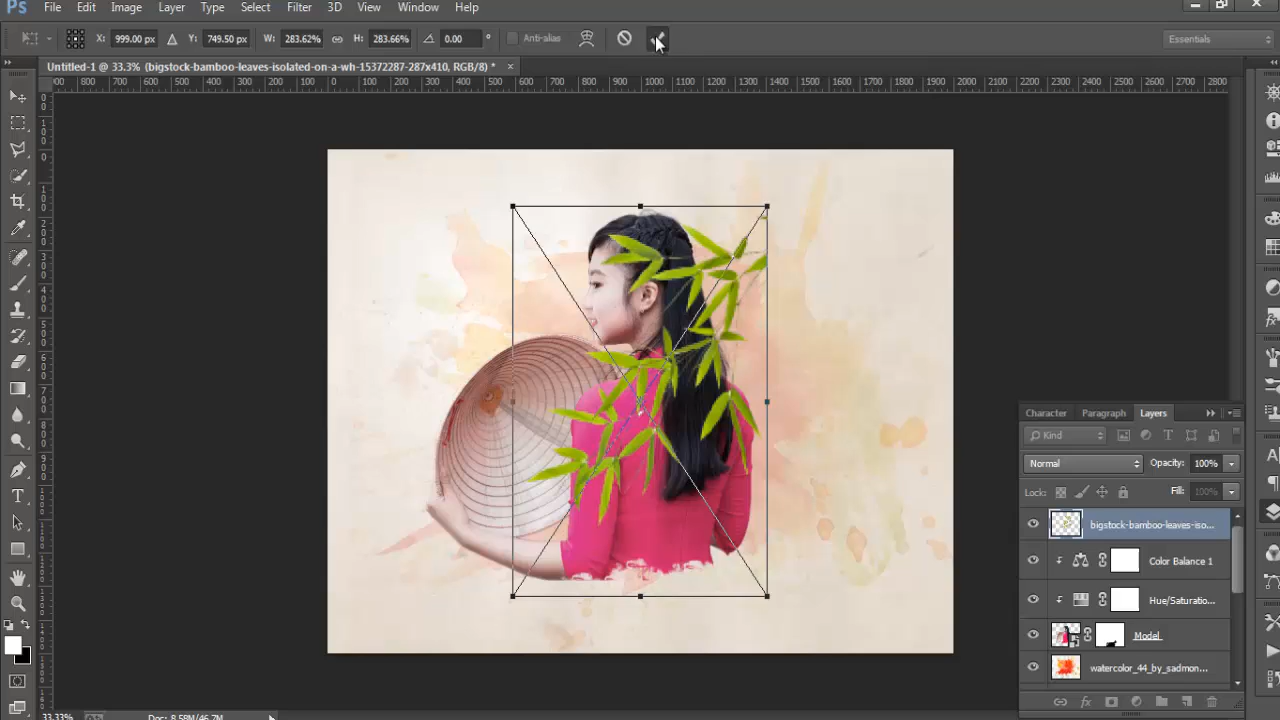 Ps File Edit Image Layer Type Select Filter 3D View Window Help
X: 999.00 px Y: 749.50 px W: 283.62% H: 283.66% 0.00 ° Anti-alias Essentials
Untitled-1 @ 33.3% (bigstock-bamboo-leaves-isolated-on-a-wh-15372287-287x410, RGB/8) * ×
800 700 600 500 400 300 200 100 0 100 200 300 400 500 600 700 800 900 1000 1100 1200 1300 1400 1500 1600 1700 1800 1900 2000 2100 2200 2300 2400 2500 2600 2700 2800
Character Paragraph Layers
Kind
Normal Opacity: 100%
Lock: Fill: 100%
bigstock-bamboo-leaves-iso...
Color Balance 1
Hue/Saturatio...
Model
watercolor_44_by_sadmon...
33.33% Doc: 8.58M/46.2M